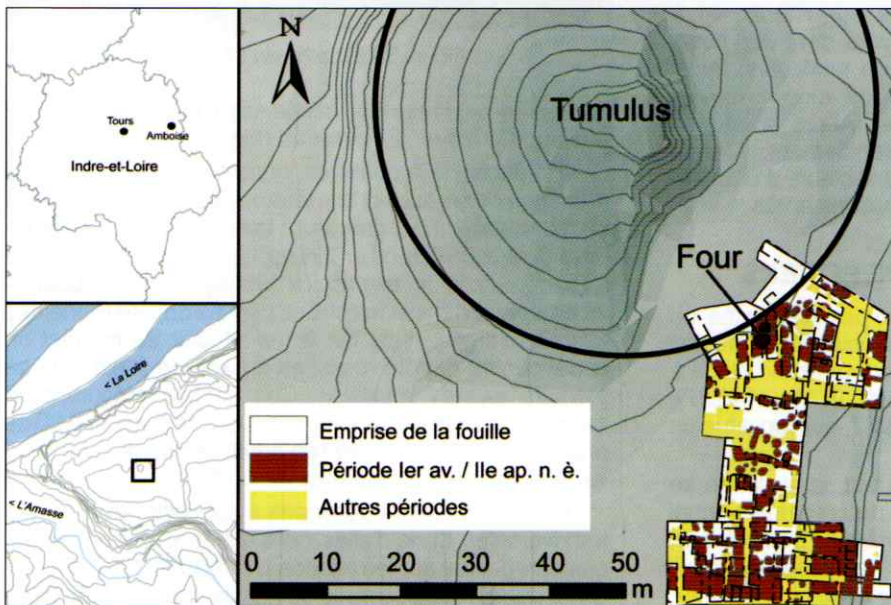 Tours
Amboise
Indre-et-Loire
< La Loire
< L'Amasse
N
Tumulus
Four
Emprise de la fouille
Période Ier av. / IIe ap. n. è.
Autres périodes
0 10 20 30 40 50
m